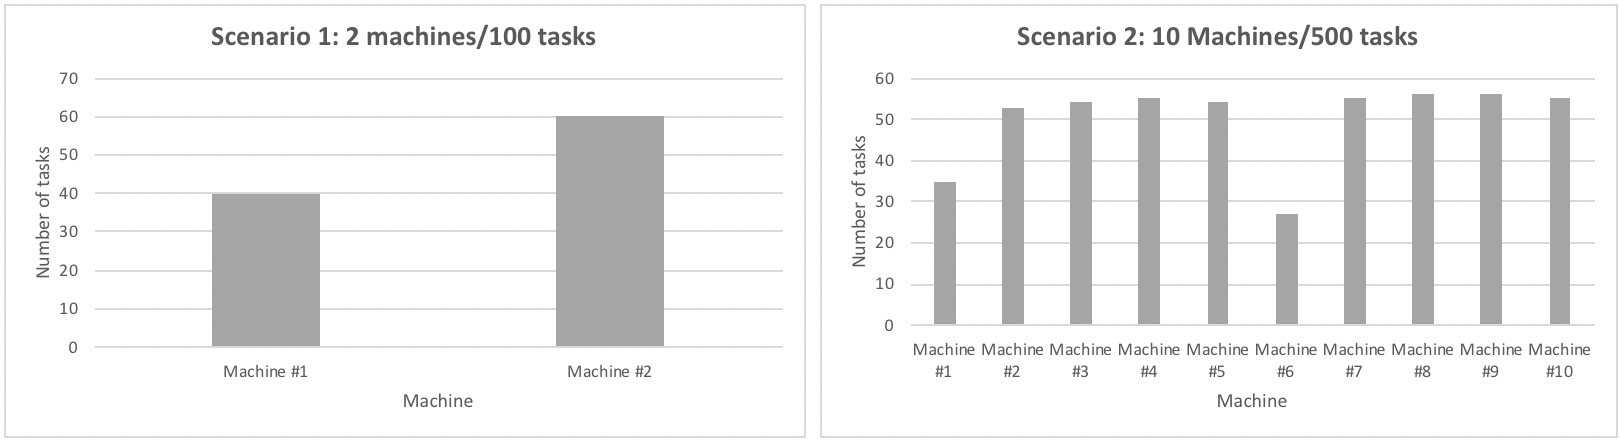 Scenario 1: 2 machines/100 tasks
70
60
50
40
30
20
10
0
Number of tasks
Machine #1
Machine #2
Machine
Scenario 2: 10 Machines/500 tasks
60
50
40
30
20
10
0
Number of tasks
Machine Machine Machine Machine Machine Machine Machine Machine Machine Machine
#1 #2 #3 #4 #5 #6 #7 #8 #9 #10
Machine